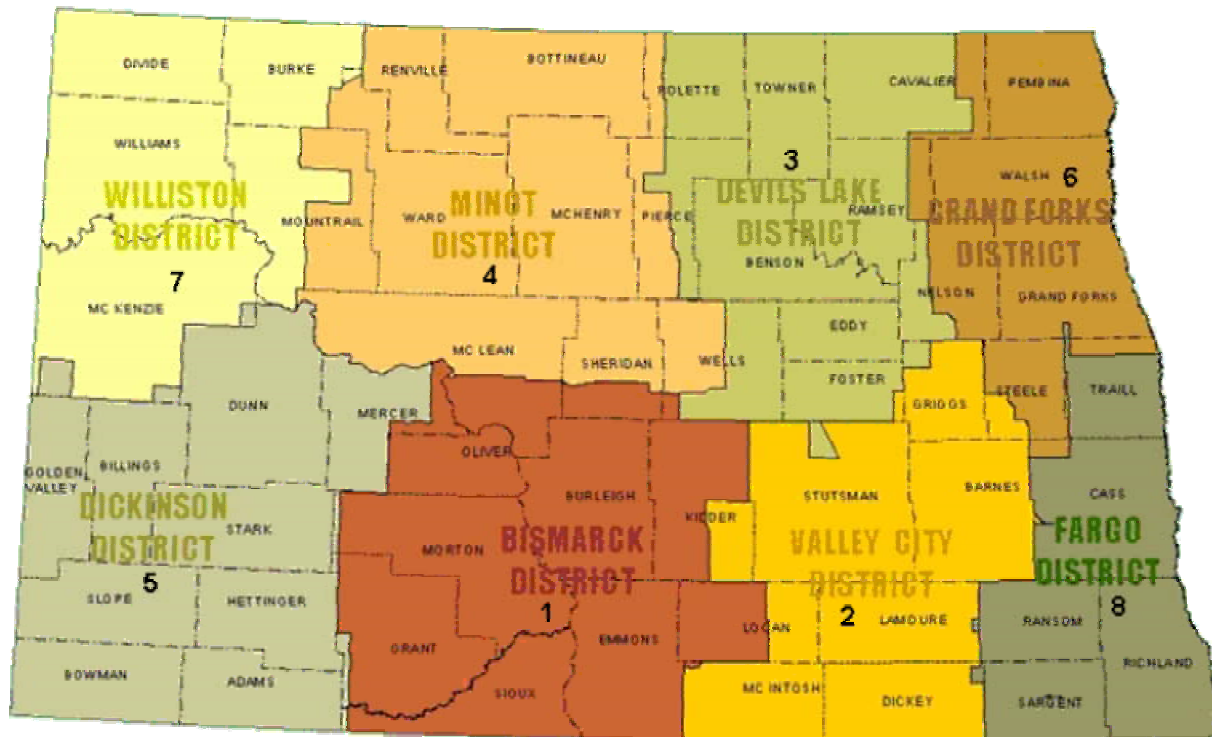 DIVIDE
BURKE
RENVILLE
BOTTINEAU
ROLETTE
TOWNER
CAVALIER
PEMBINA
WILLIAMS
WILLISTON
DISTRICT
7
MC KENZIE
MOUNTRAIL
WARD
MINOT
DISTRICT
4
MCHENRY
PIERCE
MC LEAN
SHERIDAN
3
DEVILS LAKE
DISTRICT
RAMSEY
BENSON
WELLS
EDDY
FOSTER
WALSH
6
GRAND FORKS
DISTRICT
NELSON
GRAND FORKS
STEELE
TRAILL
GRIGGS
DUNN
MERCER
GOLDEN
VALLEY
BILLINGS
DICKINSON
DISTRICT
5
STARK
SLOPE
HETTINGER
BOWMAN
ADAMS
OLIVER
BURLEIGH
KIDDER
MORTON
BISMARCK
DISTRICT
1
GRANT
SIOUX
EMMONS
LOGAN
STUTSMAN
BARNES
VALLEY CITY
DISTRICT
2
LAMOURE
MC INTOSH
DICKEY
CASS
FARGO
DISTRICT
8
RANSOM
RICHLAND
SARGENT